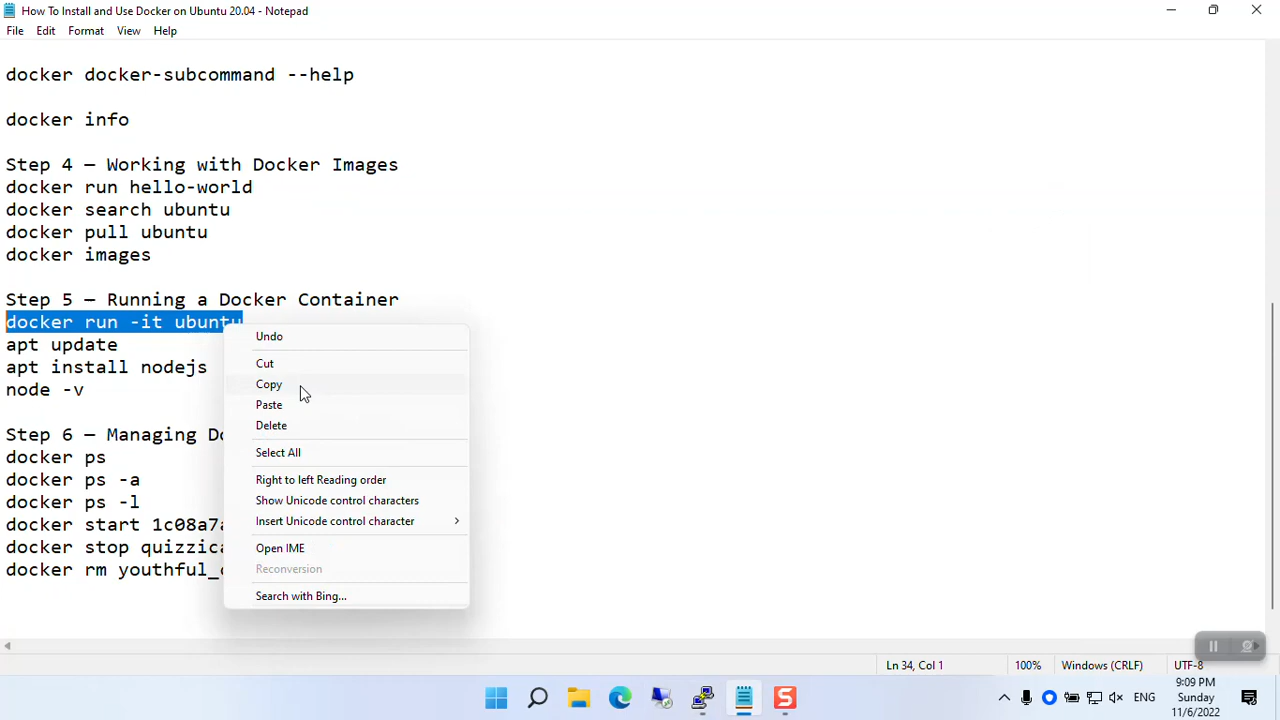 How To Install and Use Docker on Ubuntu 20.04 - Notepad
File Edit Format View Help
docker docker-subcommand --help
docker info
Step 4 — Working with Docker Images
docker run hello-world
docker search ubuntu
docker pull ubuntu
docker images
Step 5 — Running a Docker Container
docker run -it ubuntu
apt update
apt install nodejs
node -v
Step 6 — Managing Do
docker ps
docker ps -a
docker ps -l
docker start 1c08a7a
docker stop quizzica
docker rm youthful_c
Undo
Cut
Copy
Paste
Delete
Select All
Right to left Reading order
Show Unicode control characters
Insert Unicode control character
Open IME
Reconversion
Search with Bing...
Ln 34, Col 1
100%
Windows (CRLF)
UTF-8
ENG
9:09 PM
Sunday
11/6/2022